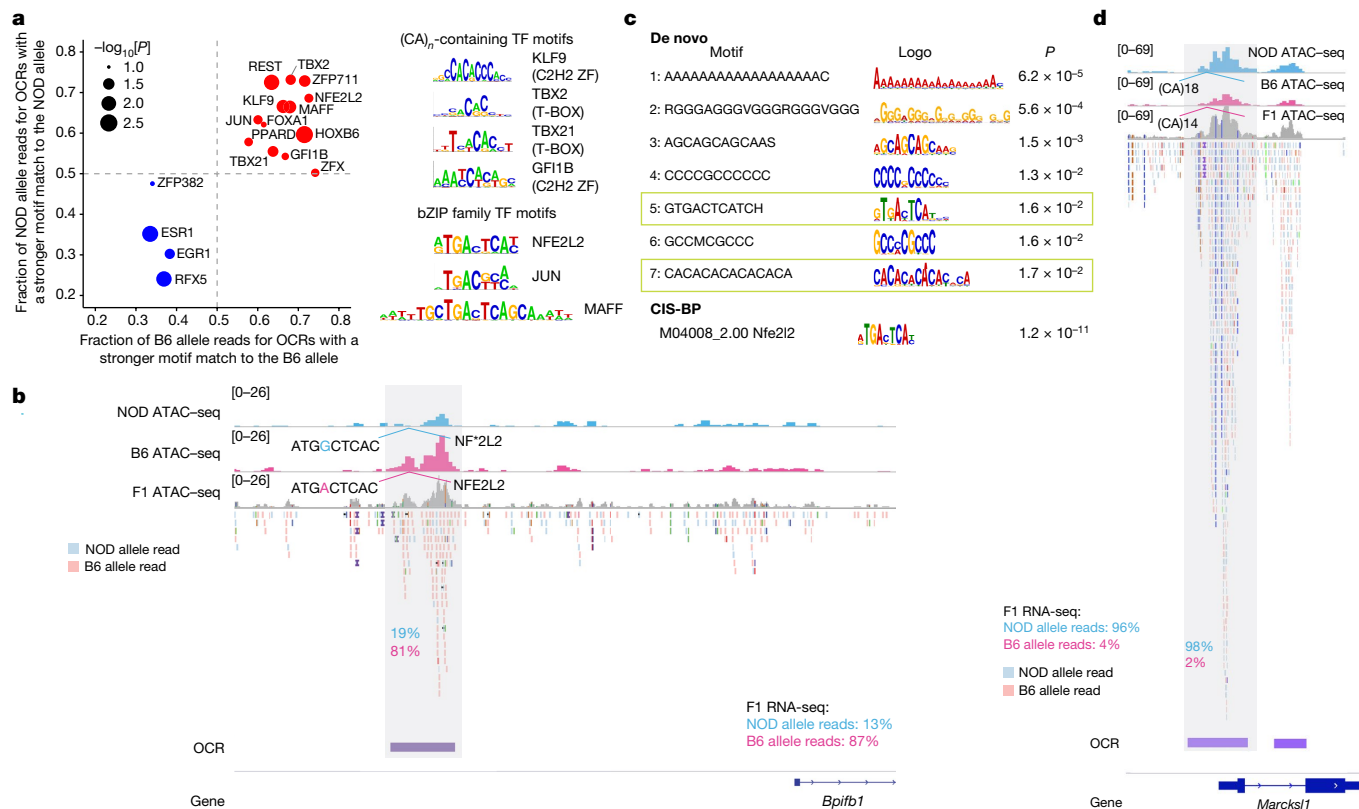 a
Fraction of NOD allele reads for OCRs with
a stronger motif match to the NOD allele
0.8
0.7
0.6
0.5
0.4
0.3
0.2
–log10[P]
1.0
1.5
2.0
2.5
REST
TBX2
ZFP711
KLF9
NFE2L2
MAFF
JUN
FOXA1
PPARD
HOXB6
TBX21
GFI1B
ZFX
ZFP382
ESR1
EGR1
RFX5
0.2 0.3 0.4 0.5 0.6 0.7 0.8
Fraction of B6 allele reads for OCRs with a
stronger motif match to the B6 allele
(CA)n-containing TF motifs
KLF9
(C2H2 ZF)
TBX2
(T-BOX)
TBX21
(T-BOX)
GFI1B
(C2H2 ZF)
bZIP family TF motifs
NFE2L2
JUN
MAFF
c
De novo
Motif Logo P
1: AAAAAAAAAAAAAAAAAC 6.2 × 10–5
2: RGGGAGGGVGGGRGGGVGGG 5.6 × 10–4
3: AGCAGCAGCAAS 1.5 × 10–3
4: CCCCGCCCCCC 1.3 × 10–2
5: GTGACTCATCH 1.6 × 10–2
6: GCCMCGCCC 1.6 × 10–2
7: CACACACACACACA 1.7 × 10–2
CIS-BP
M04008_2.00 Nfe2l2 1.2 × 10–11
b
[0–26]
NOD ATAC–seq
[0–26]
ATGGCTCAC NF*2L2
B6 ATAC–seq
[0–26]
ATGACTCAC NFE2L2
F1 ATAC–seq
NOD allele read
B6 allele read
19%
81%
F1 RNA-seq:
NOD allele reads: 13%
B6 allele reads: 87%
OCR
Gene
Bpifb1
d
[0–69] NOD ATAC–seq
(CA)18
[0–69] B6 ATAC–seq
(CA)14
[0–69] F1 ATAC–seq
F1 RNA-seq:
NOD allele reads: 96%
B6 allele reads: 4%
98%
2%
NOD allele read
B6 allele read
OCR
Gene
Marcksl1